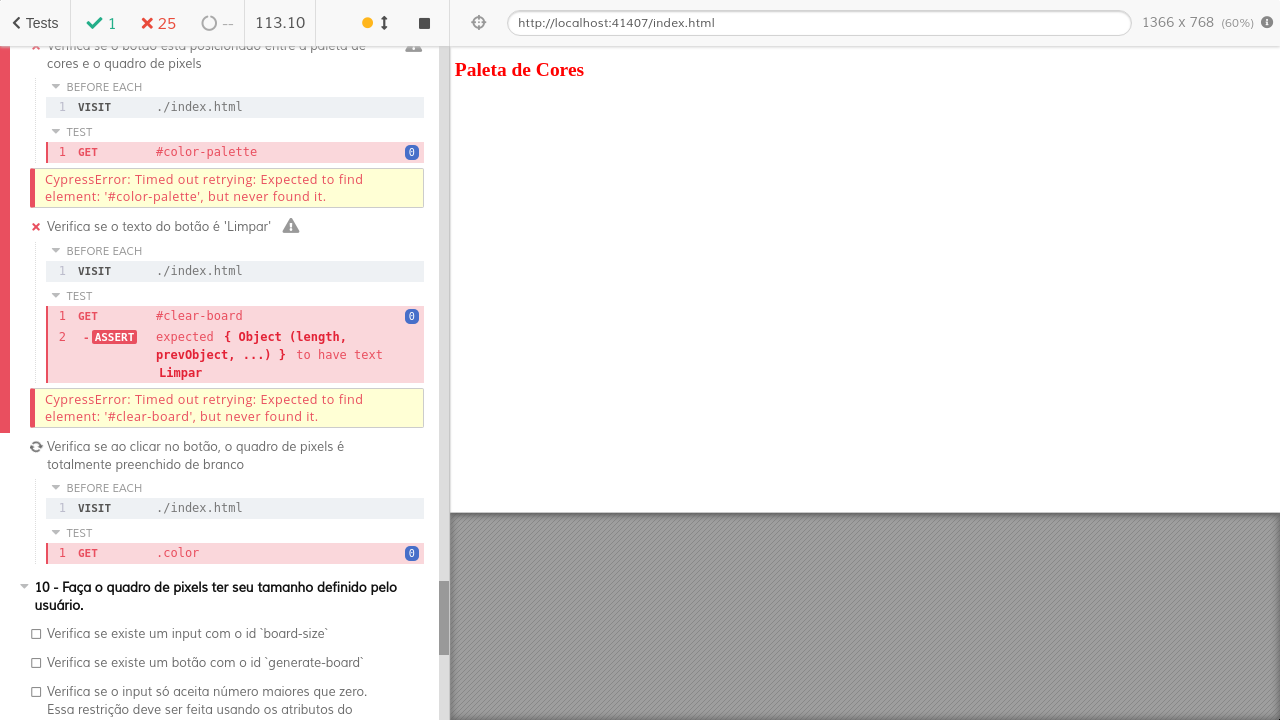 Tests
1
25
--
113.10
http://localhost:41407/index.html
1366 x 768 (60%)
Verifica se o botão está posicionado entre a paleta de
cores e o quadro de pixels
BEFORE EACH
1 VISIT ./index.html
TEST
1 GET #color-palette 0
CypressError: Timed out retrying: Expected to find
element: '#color-palette', but never found it.
Verifica se o texto do botão é 'Limpar'
BEFORE EACH
1 VISIT ./index.html
TEST
1 GET #clear-board 0
2 -ASSERT expected { Object (length,
prevObject, ...) } to have text
Limpar
CypressError: Timed out retrying: Expected to find
element: '#clear-board', but never found it.
Verifica se ao clicar no botão, o quadro de pixels é
totalmente preenchido de branco
BEFORE EACH
1 VISIT ./index.html
TEST
1 GET .color 0
10 - Faça o quadro de pixels ter seu tamanho definido pelo
usuário.
Verifica se existe um input com o id `board-size`
Verifica se existe um botão com o id `generate-board`
Verifica se o input só aceita número maiores que zero.
Essa restrição deve ser feita usando os atributos do
Paleta de Cores